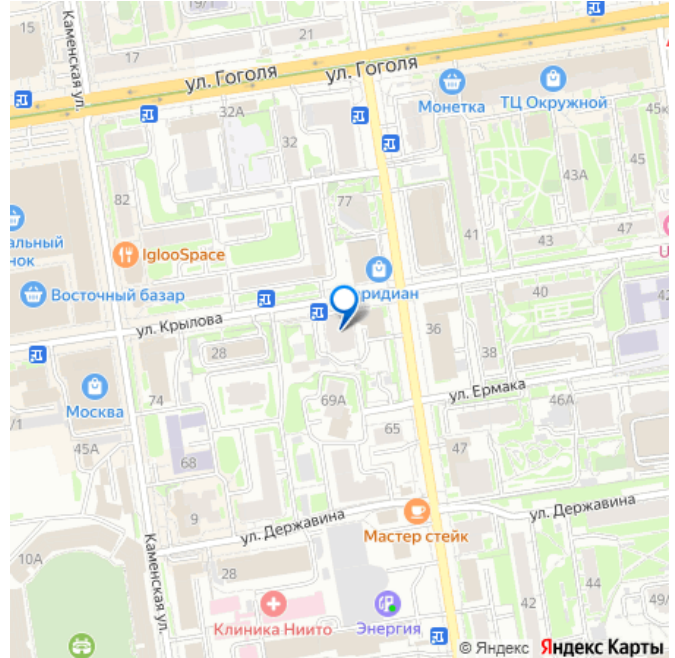 19/1
15
21
17
Каменская ул.
ул. Гоголя
ул. Гоголя
Монетка
ТЦ Окружной
32А
32
45к
41
43А
45
82
77
43
47
альный
нок
IglooSpace
U
Восточный базар
ридиан
40
42
ул. Крылова
28
36
38
Москва
74
69А
ул. Ермака
46А
/1
45А
68
65
47
9
ул. Державина
ул. Державина
Мастер стейк
Каменская ул.
10А
28
44
42
49/
Клиника Ниито
Энергия
© Яндекс Яндекс Карты